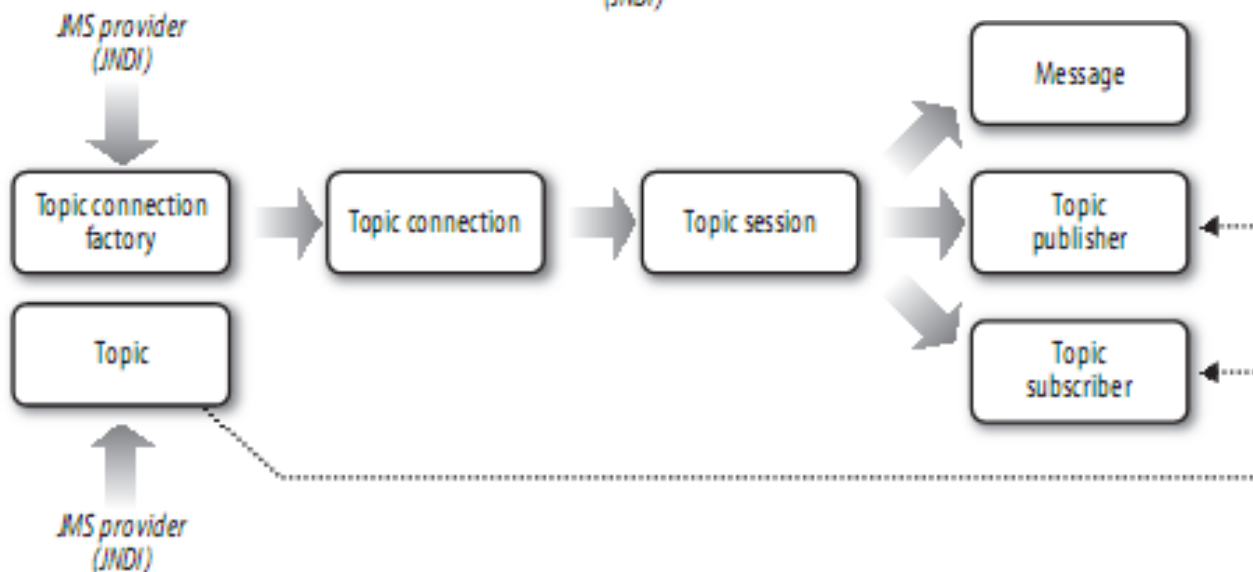 (JNDI)
JMS provider
(JNDI)
Message
Topic connection
factory
Topic connection
Topic session
Topic
publisher
Topic
Topic
subscriber
JMS provider
(JNDI)